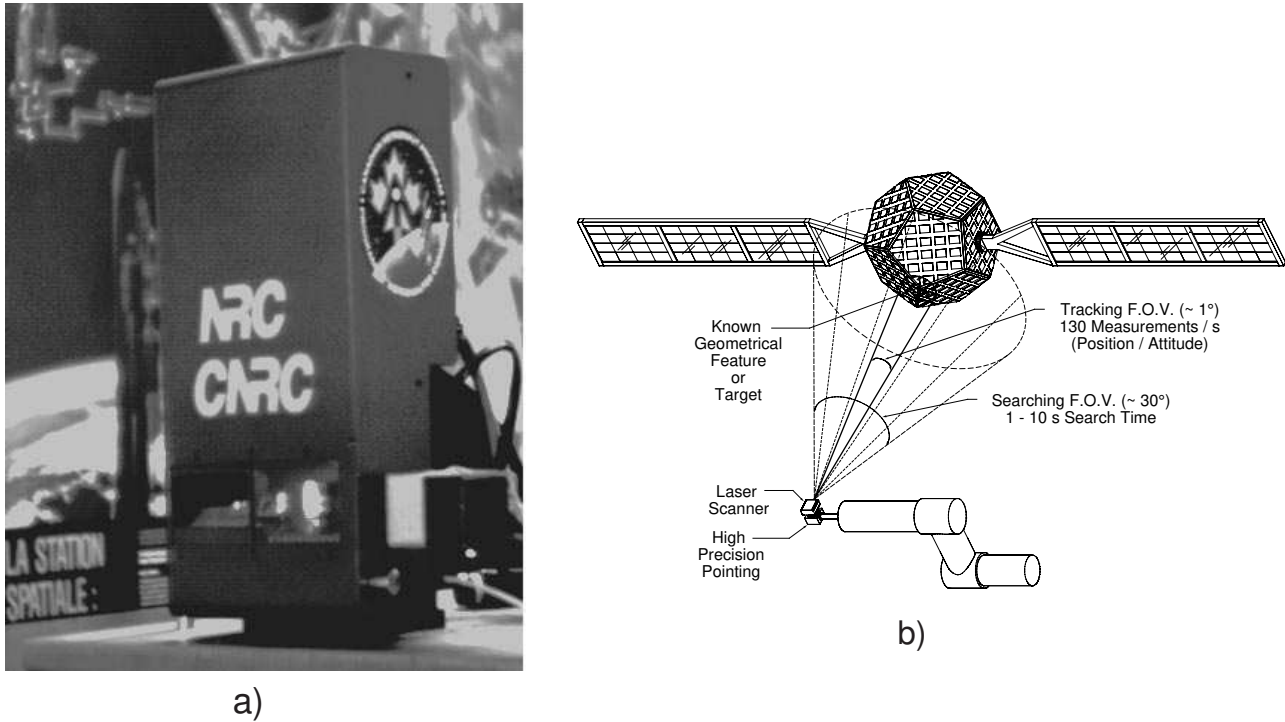 NRC
CNRC
LA STATION
SPATIALE :
a)
Known
Geometrical
Feature
or
Target
Tracking F.O.V. (~ 1°)
130 Measurements / s
(Position / Attitude)
Searching F.O.V. (~ 30°)
1 - 10 s Search Time
Laser
Scanner
High
Precision
Pointing
b)